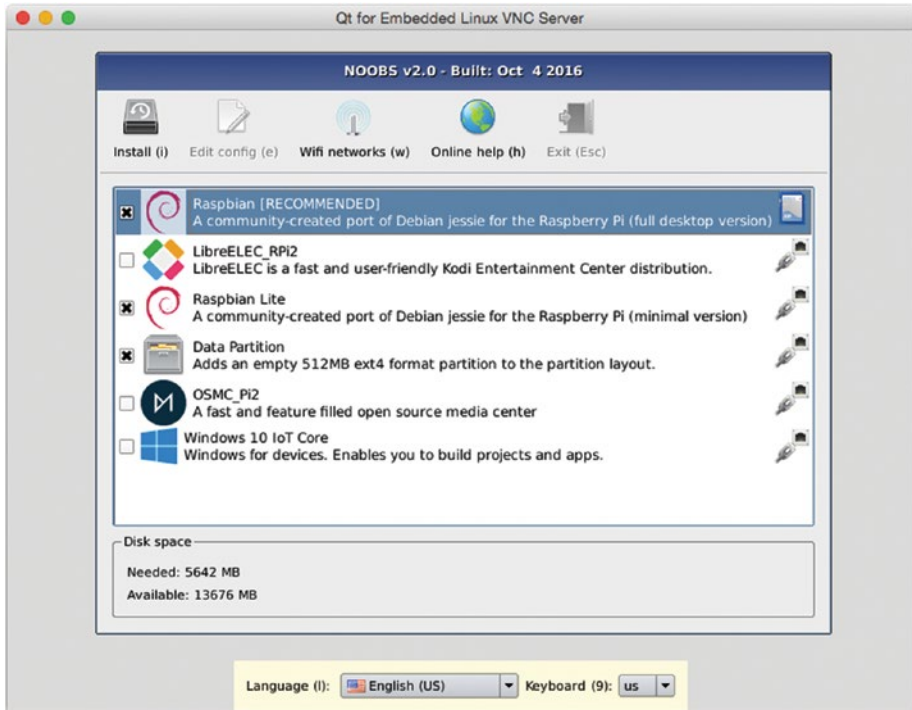 Qt for Embedded Linux VNC Server
NOOBS v2.0 - Built: Oct 4 2016
Install (i) Edit config (e) Wifi networks (w) Online help (h) Exit (Esc)
Raspbian [RECOMMENDED]
A community-created port of Debian jessie for the Raspberry Pi (full desktop version)
LibreELEC_RPi2
LibreELEC is a fast and user-friendly Kodi Entertainment Center distribution.
Raspbian Lite
A community-created port of Debian jessie for the Raspberry Pi (minimal version)
Data Partition
Adds an empty 512MB ext4 format partition to the partition layout.
OSMC_Pi2
A fast and feature filled open source media center
Windows 10 IoT Core
Windows for devices. Enables you to build projects and apps.
Disk space
Needed: 5642 MB
Available: 13676 MB
Language (l): English (US) Keyboard (9): us